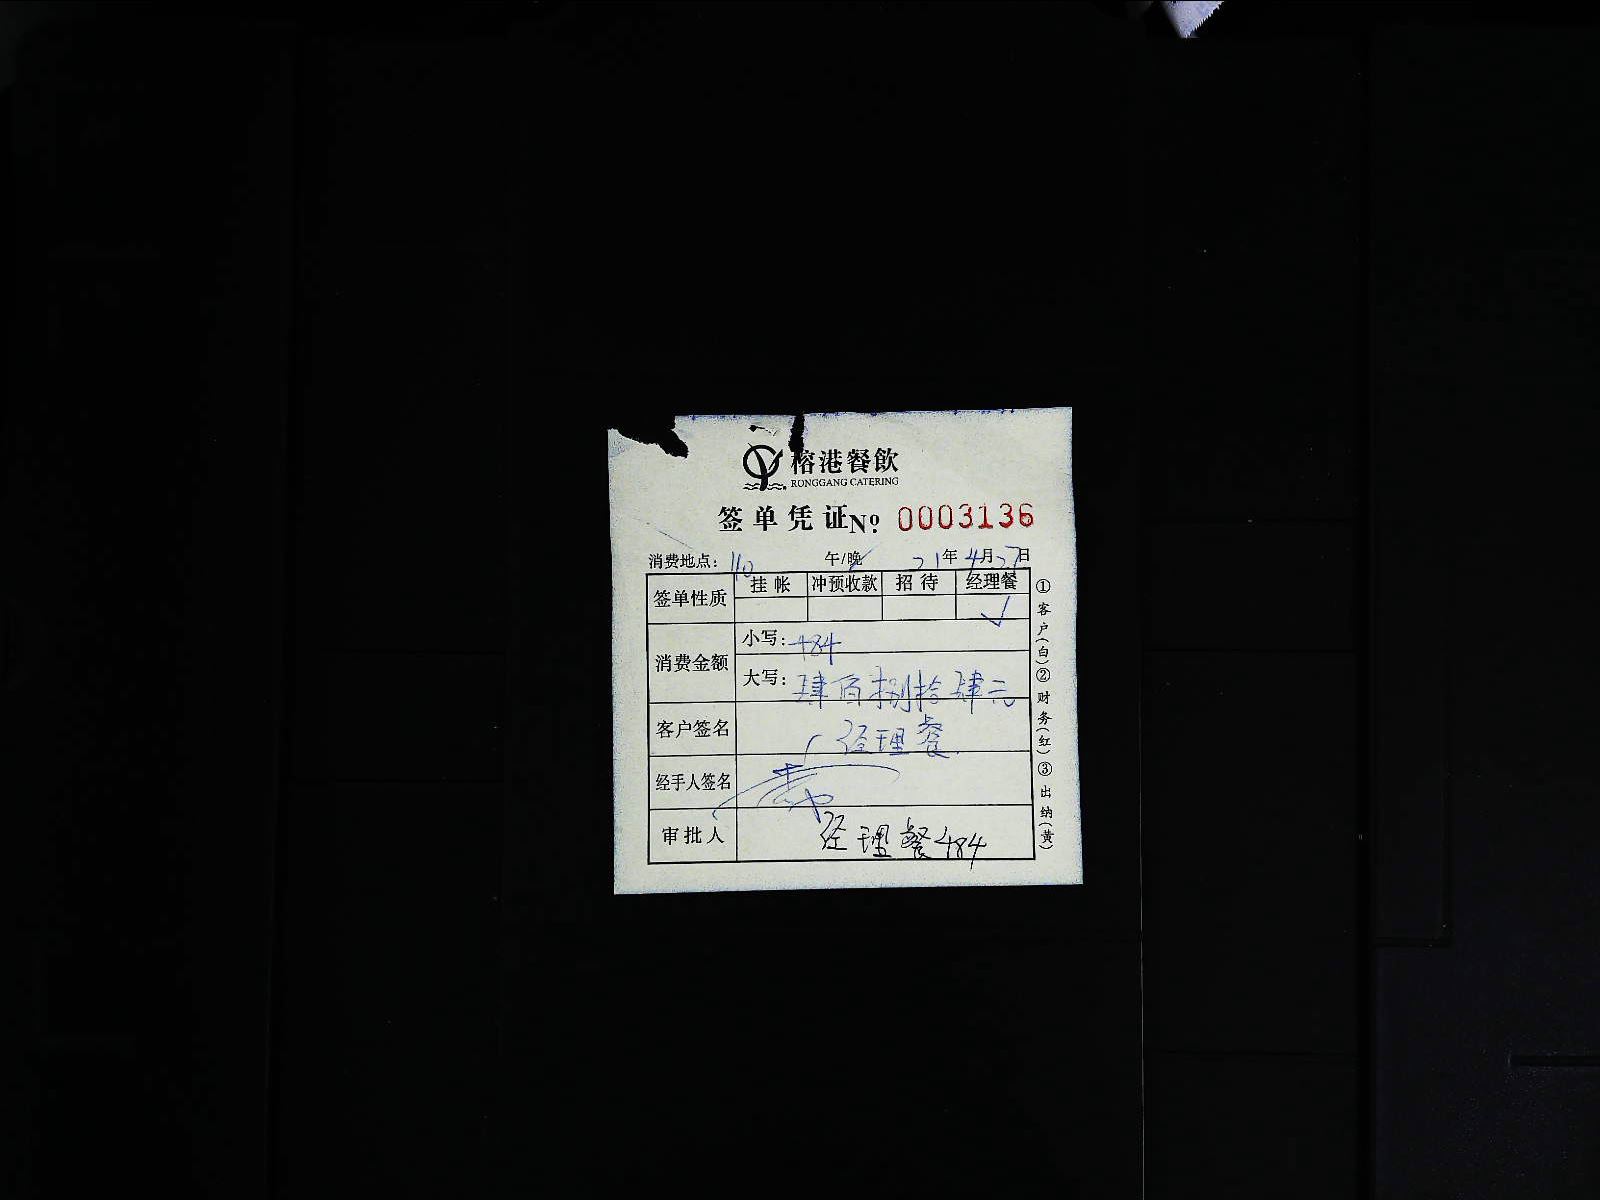 榕港餐飲
RONGGANG CATERING
签单凭证№ 0003136
消费地点：110 午/晚 21年4月27日
签单性质 挂帐 冲预收款 招待 经理餐
✓
消费金额 小写：484
大写：肆佰捌拾肆元
客户签名 经理餐
经手人签名
审批人 经理餐484
①客户(白)②财务(红)③出纳(黄)